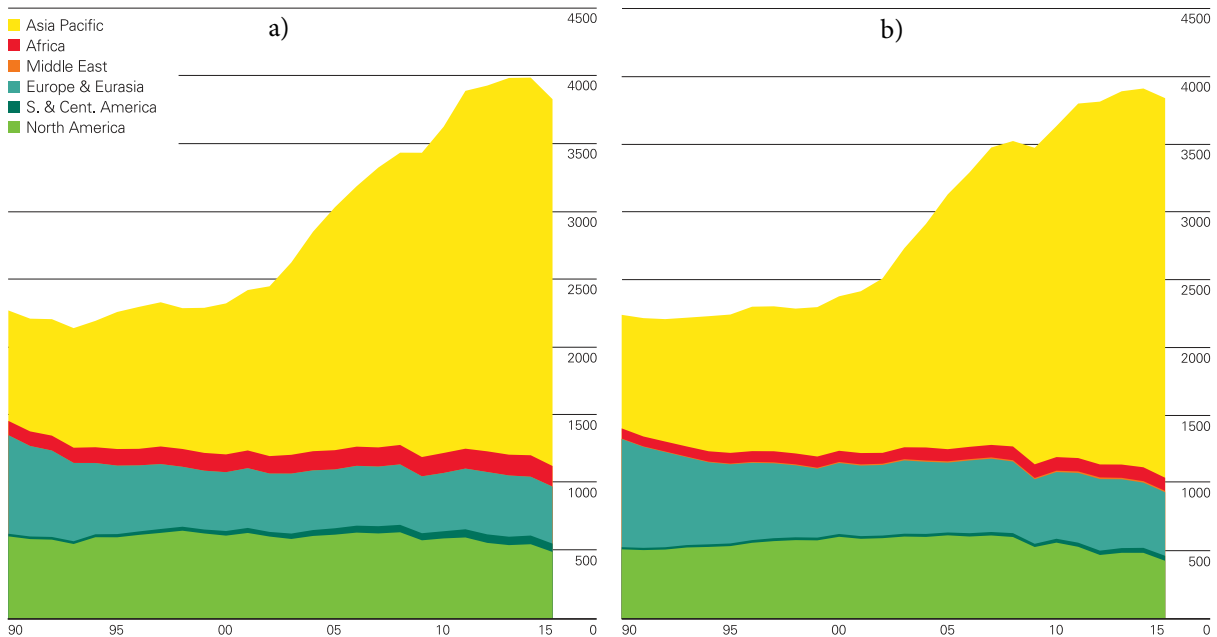 a)
Asia Pacific
Africa
Middle East
Europe & Eurasia
S. & Cent. America
North America
4500
4000
3500
3000
2500
2000
1500
1000
500
90 95 00 05 10 15 0
b)
4500
4000
3500
3000
2500
2000
1500
1000
500
90 95 00 05 10 15 0